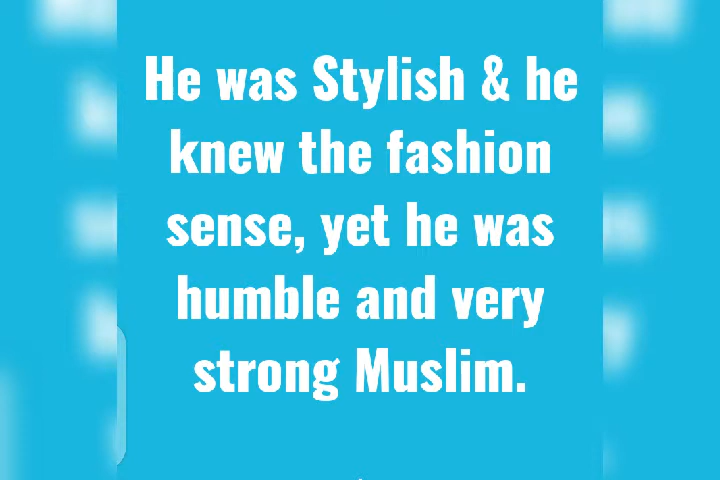 He was Stylish & he
knew the fashion
sense, yet he was
humble and very
strong Muslim.